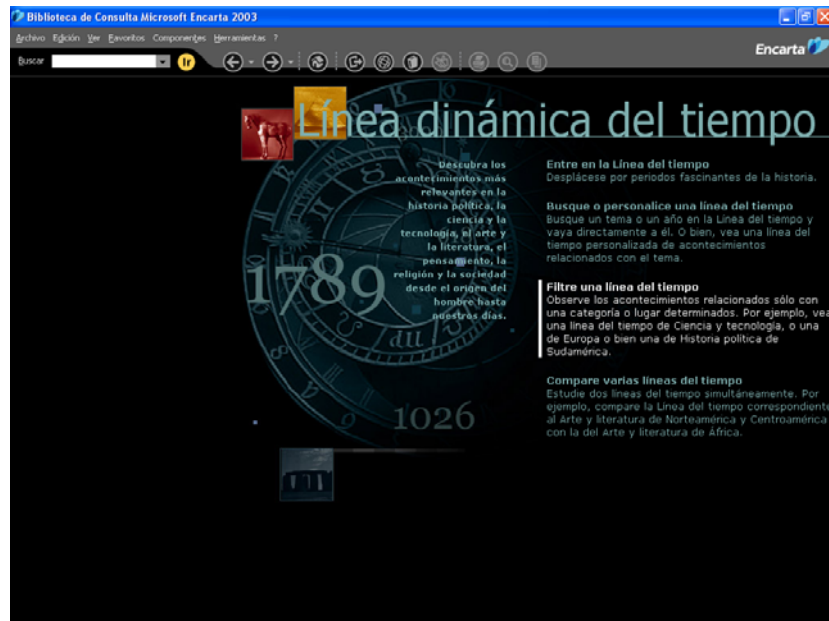 Biblioteca de Consulta Microsoft Encarta 2003
Archivo Edición Ver Favoritos Componentes Herramientas ?
Buscar Ir
Encarta
Línea dinámica del tiempo
Descubra los
acontecimientos más
relevantes en la
historia política, la
ciencia y la
tecnología, el arte y
la literatura, el
pensamiento, la
religión y la sociedad
desde el origen del
hombre hasta
nuestros días.
1789
1026
Entre en la Línea del tiempo
Desplácese por periodos fascinantes de la historia.
Busque o personalice una línea del tiempo
Busque un tema o un año en la Línea del tiempo y
vaya directamente a él. O bien, vea una línea del
tiempo personalizada de acontecimientos
relacionados con el tema.
Filtre una línea del tiempo
Observe los acontecimientos relacionados sólo con
una categoría o lugar determinados. Por ejemplo, vea
una línea del tiempo de Ciencia y tecnología, o una
de Europa o bien una de Historia política de
Sudamérica.
Compare varias líneas del tiempo
Estudie dos líneas del tiempo simultáneamente. Por
ejemplo, compare la Línea del tiempo correspondiente
al Arte y literatura de Norteamérica y Centroamérica
con la del Arte y literatura de África.